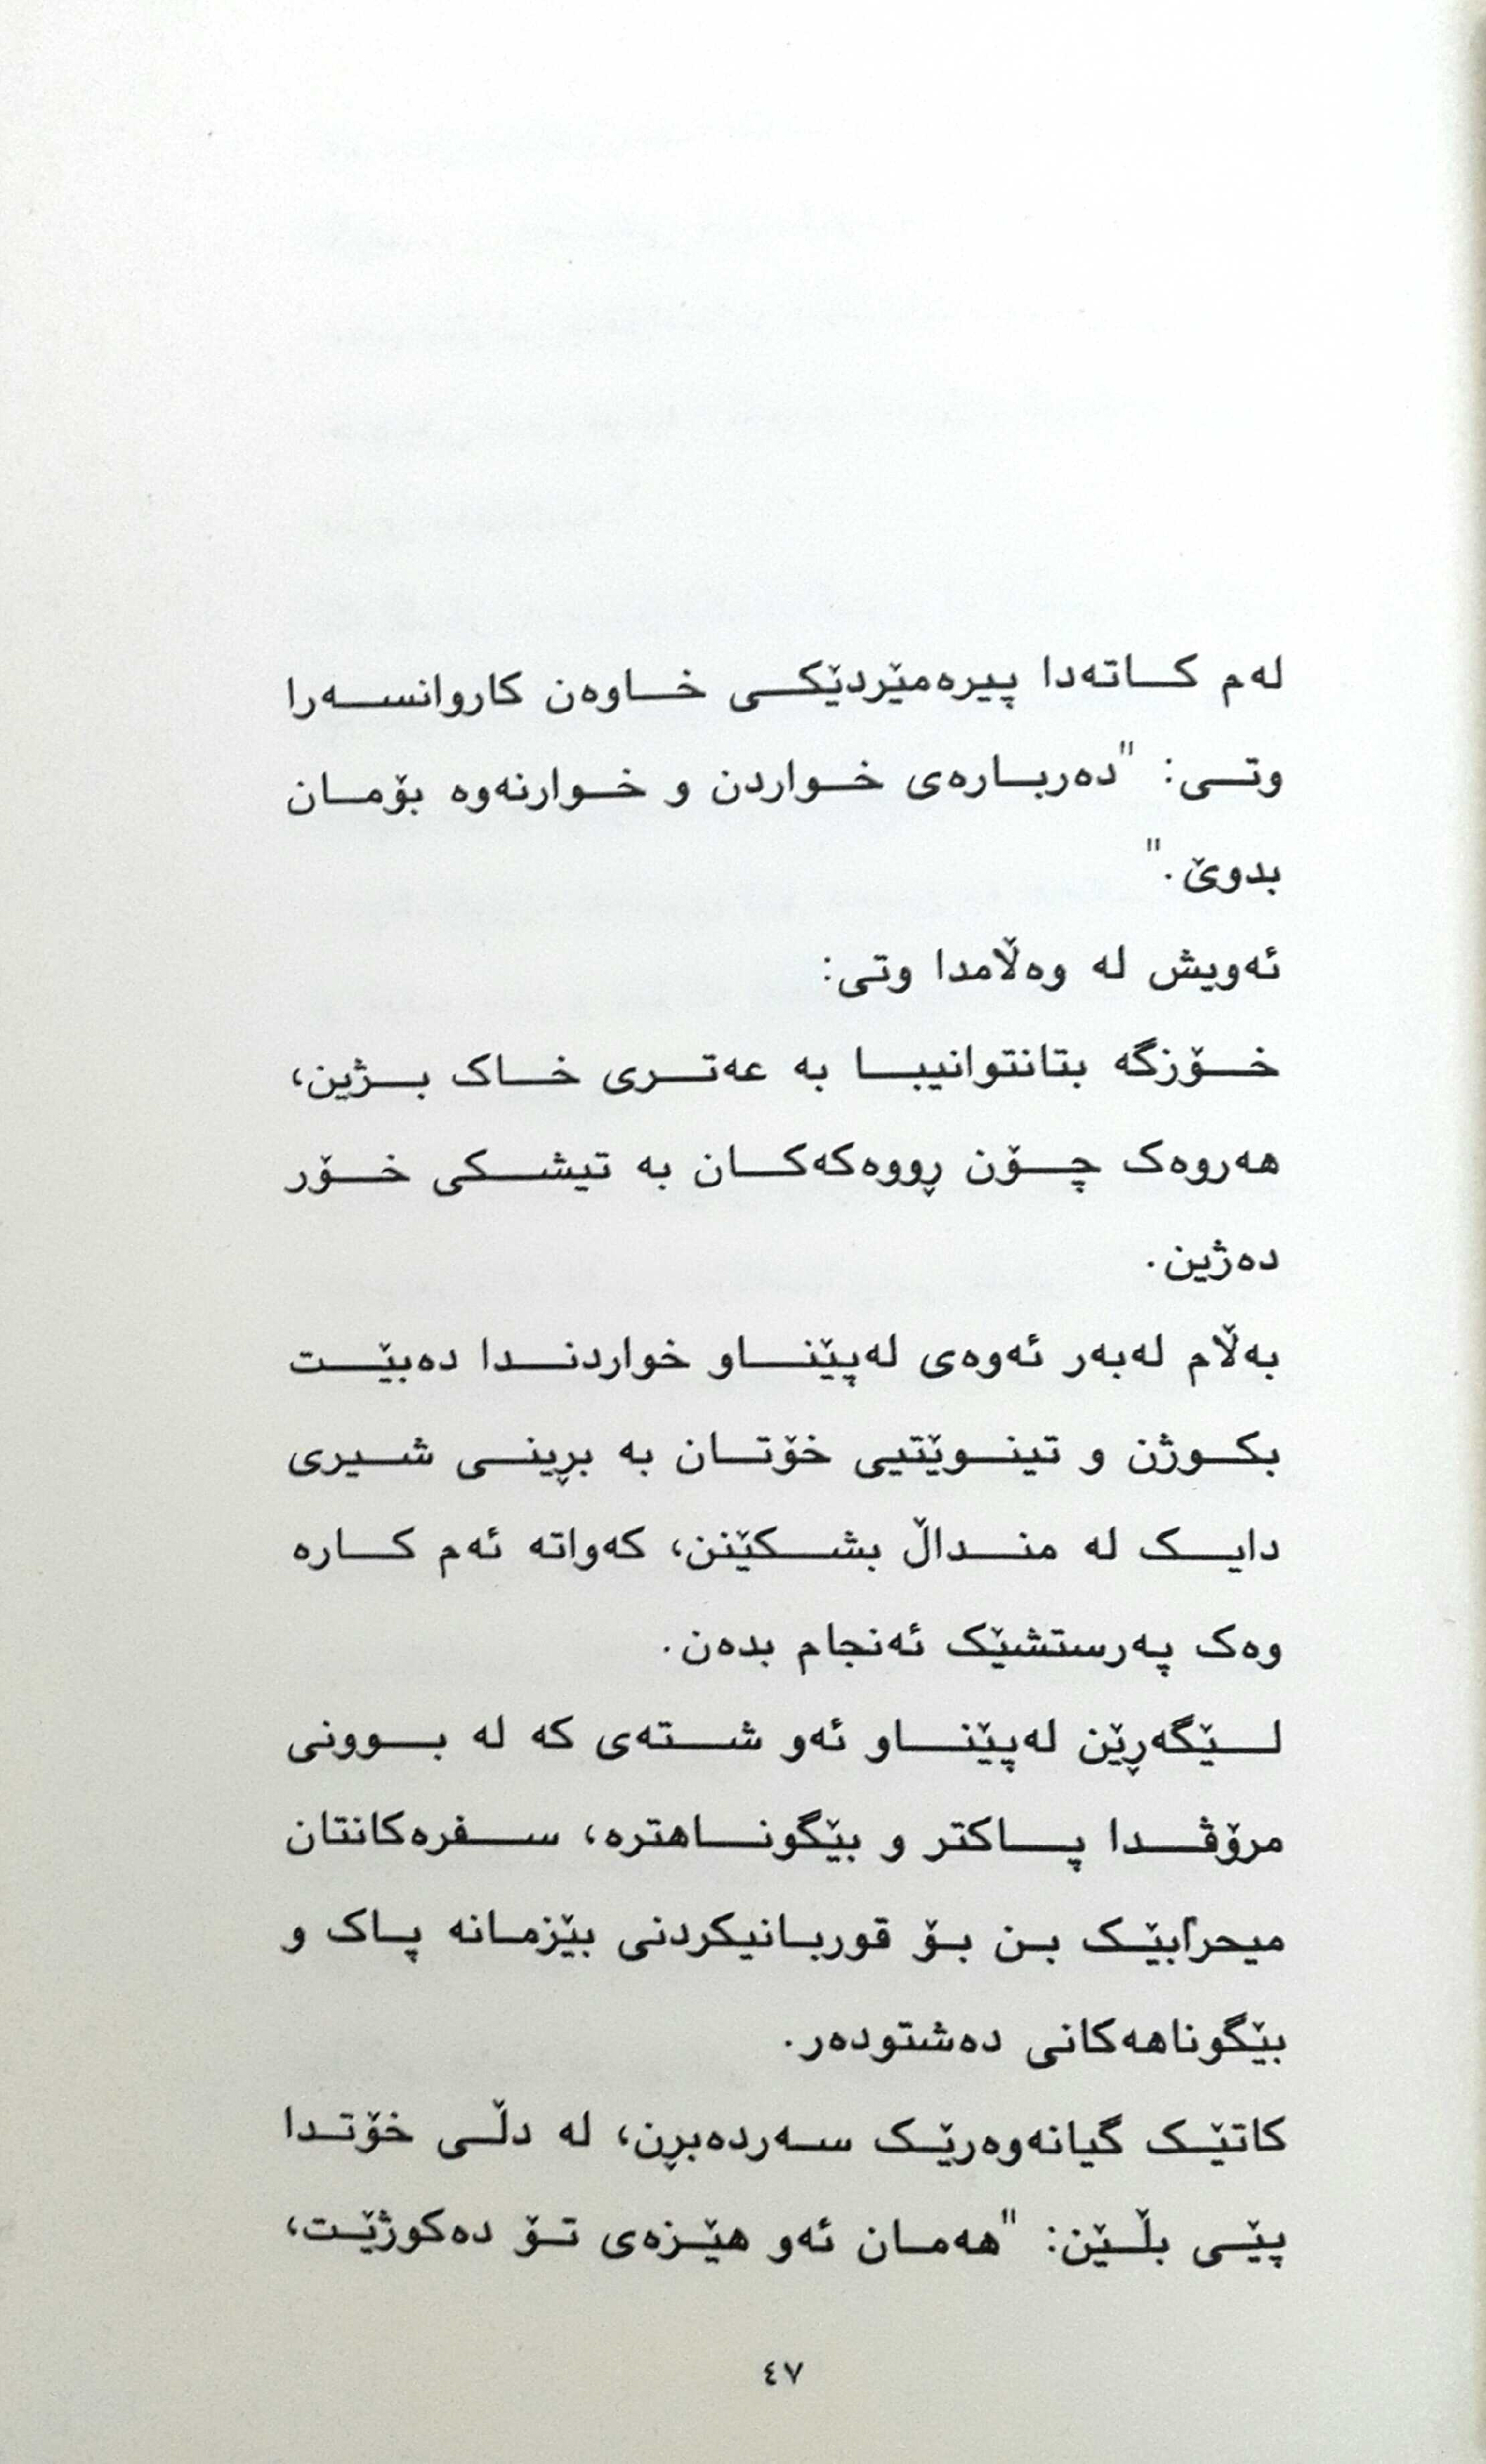 لەم کاتەدا پیرەمێردێکی خاوەن کاروانسەرا
وتی: "دەربارەی خواردن و خوارنەوە بۆمان
بدوێ."
ئەویش لە وەڵامدا وتی:
خۆزگە بتانتوانیبا بە عەتری خاک بژین،
هەروەک چۆن ڕووەکەکان بە تیشکی خۆر
دەژین.
بەڵام لەبەر ئەوەی لەپێناو خواردندا دەبێت
بکوژن و تینوێتیی خۆتان بە بڕینی شیری
دایک لە منداڵ بشکێنن، کەواتە ئەم کارە
وەک پەرستشێک ئەنجام بدەن.
لێگەڕێن لەپێناو ئەو شتەی کە لە بوونی
مرۆڤدا پاکتر و بێگوناهترە، سفرەکانتان
میحرابێک بن بۆ قوربانیکردنی بێزمانە پاک و
بێگوناهەکانی دەشتودەر.
کاتێک گیانەوەرێک سەردەبڕن، لە دڵی خۆتدا
پێی بڵێن: "هەمان ئەو هێزەی تۆ دەکوژێت،
٤٧